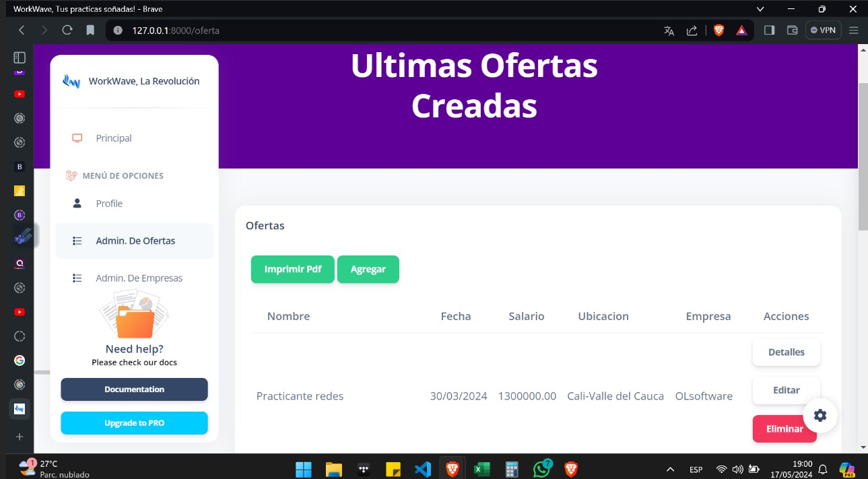 WorkWave, Tus practicas soñadas! - Brave
127.0.0.1:8000/oferta
VPN
WorkWave, La Revolución
Principal
MENÚ DE OPCIONES
Profile
Admin. De Ofertas
Admin. De Empresas
Need help?
Please check our docs
Documentation
Upgrade to PRO
Ultimas Ofertas
Creadas
Ofertas
Imprimir Pdf Agregar
Nombre Fecha Salario Ubicacion Empresa Acciones
Practicante redes 30/03/2024 1300000.00 Cali-Valle del Cauca OLsoftware
Detalles
Editar
Eliminar
27°C
Parc. nublado
ESP
19:00
17/05/2024